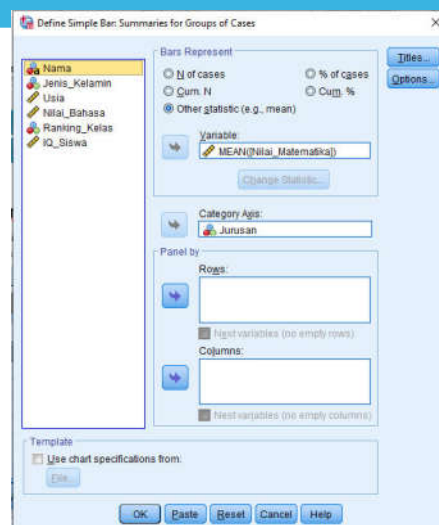 Define Simple Bar: Summaries for Groups of Cases
Nama
Jenis_Kelamin
Usia
Nilai_Bahasa
Ranking_Kelas
IQ_Siswa
Bars Represent
N of cases
% of cases
Cum. N
Cum. %
Other statistic (e.g., mean)
Variable:
MEAN([Nilai_Matematika])
Change Statistic...
Category Axis:
Jurusan
Panel by
Rows:
Nest variables (no empty rows)
Columns:
Nest variables (no empty columns)
Template
Use chart specifications from:
File...
OK Paste Reset Cancel Help
Titles...
Options...